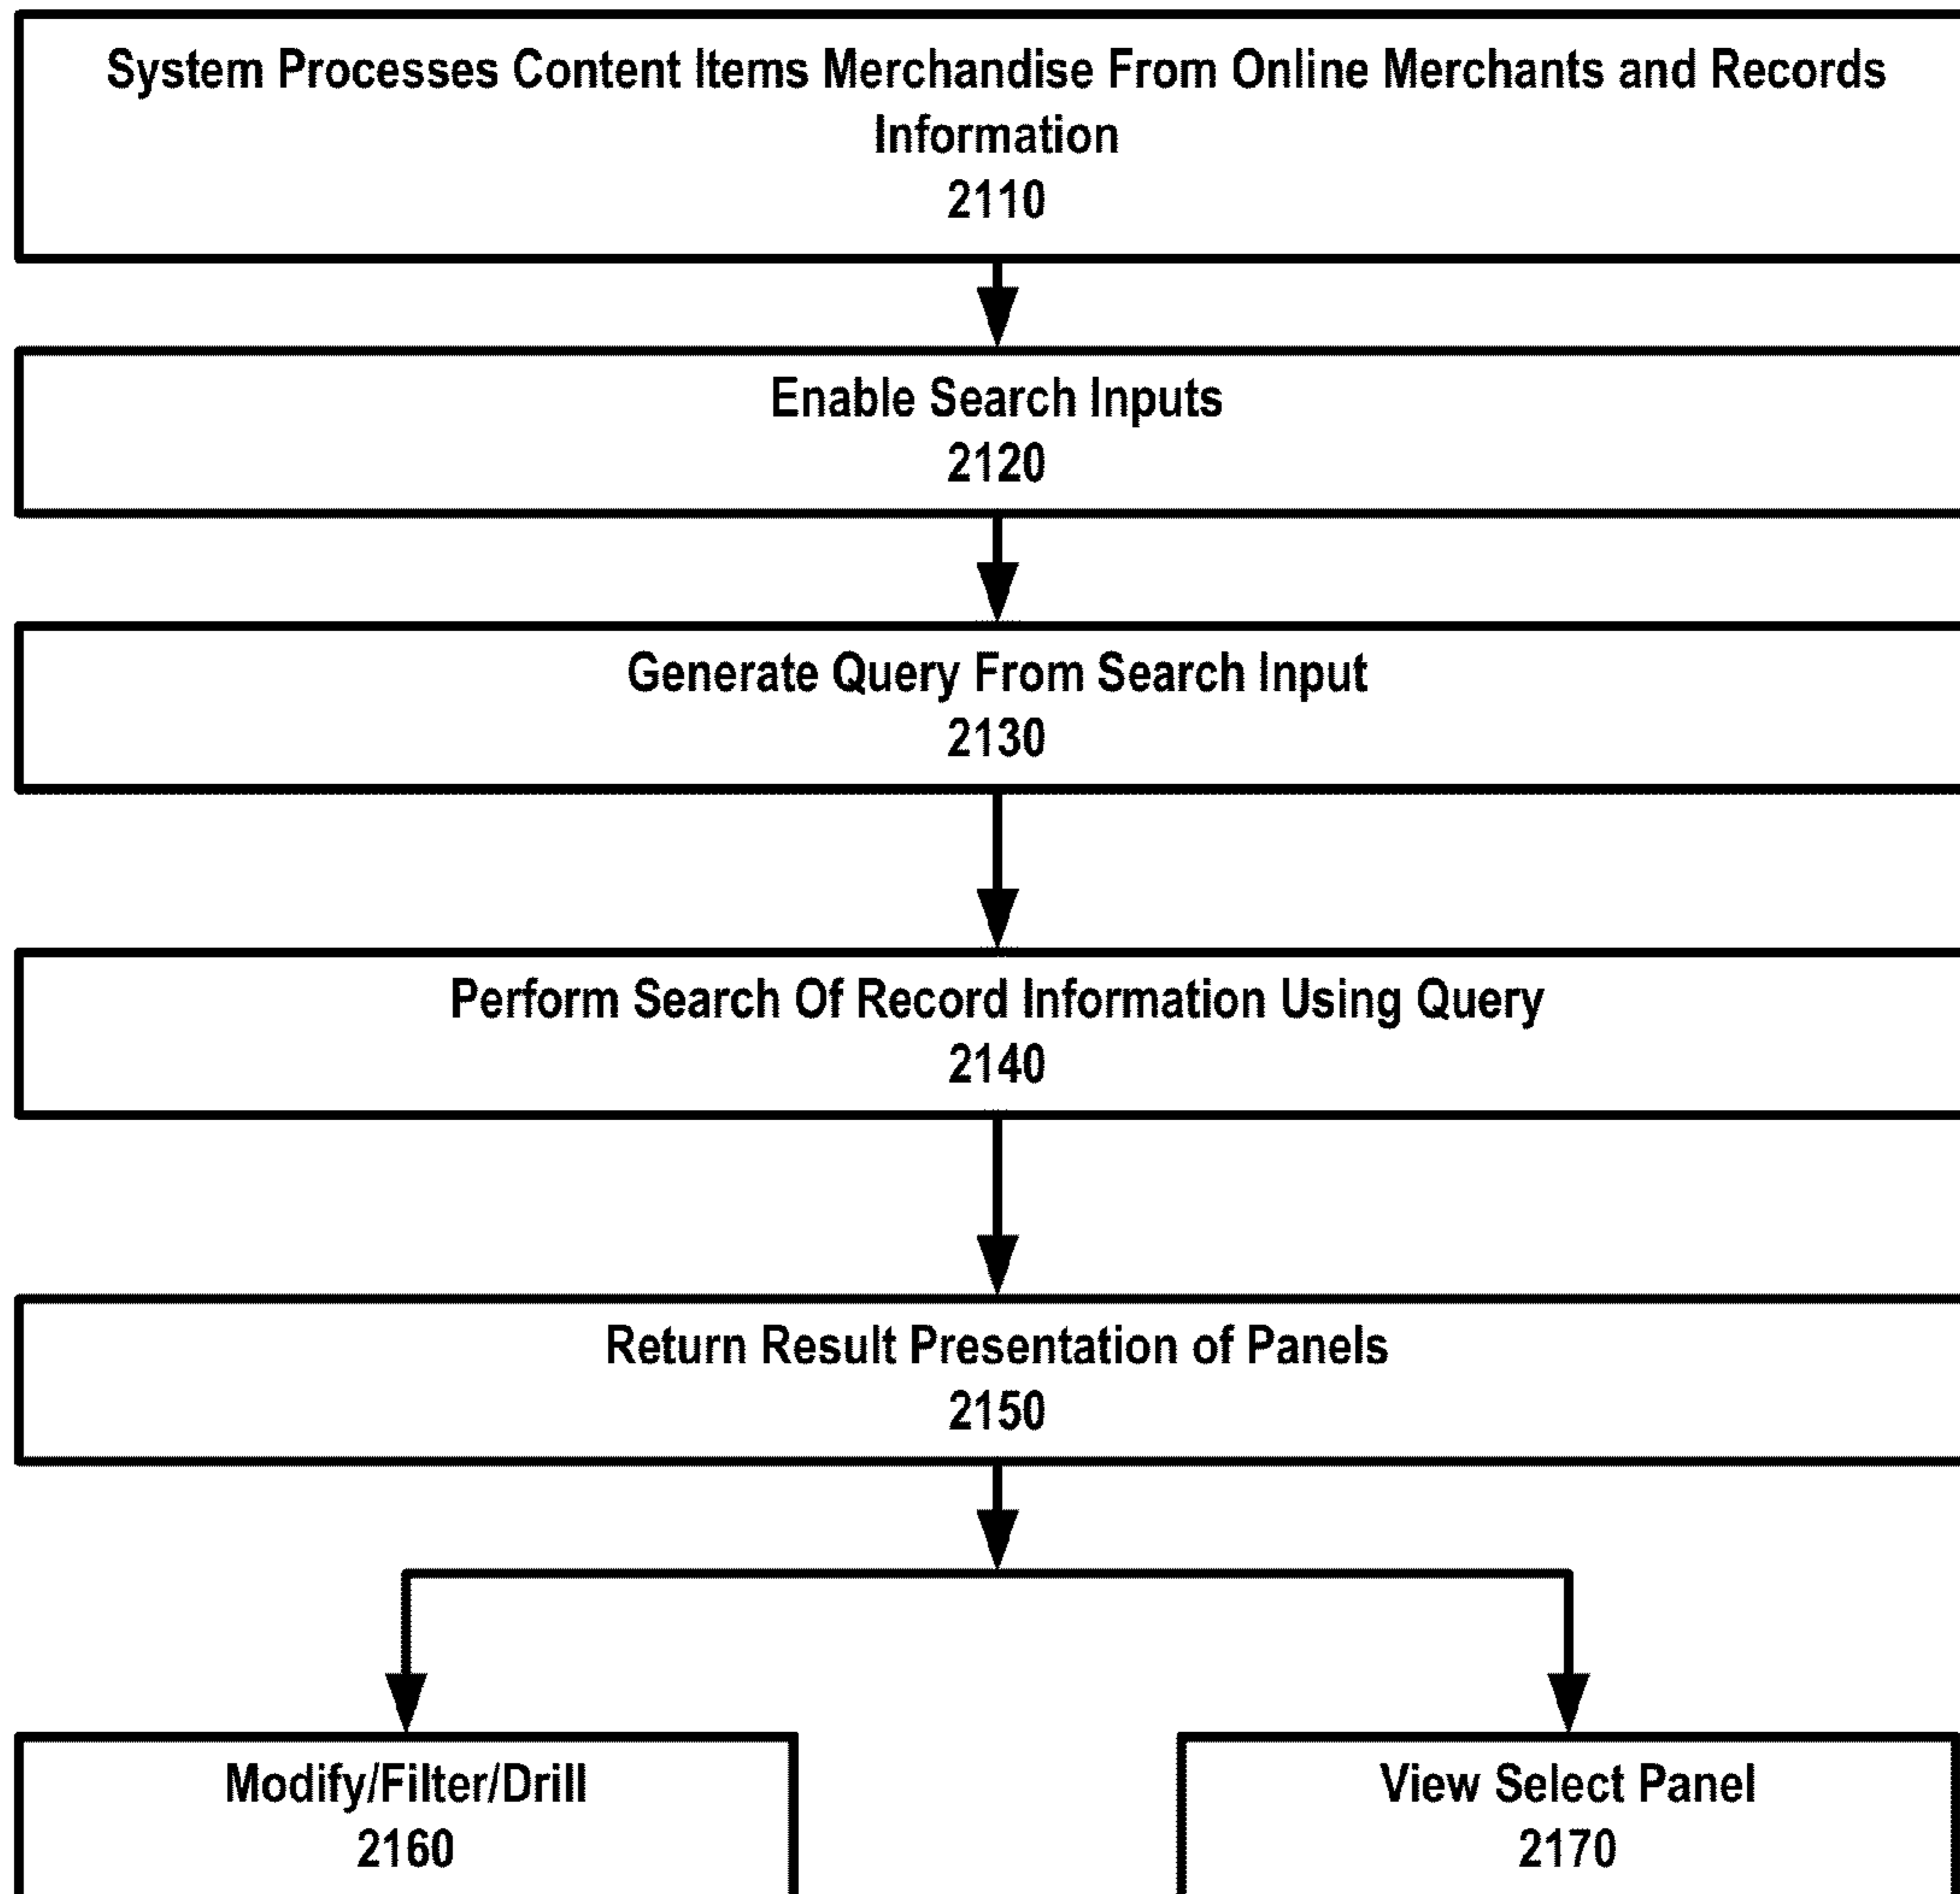 System Processes Content Items Merchandise From Online Merchants and Records
Information
2110
Enable Search Inputs
2120
Generate Query From Search Input
2130
Perform Search Of Record Information Using Query
2140
Return Result Presentation of Panels
2150
Modify/Filter/Drill
2160
View Select Panel
2170